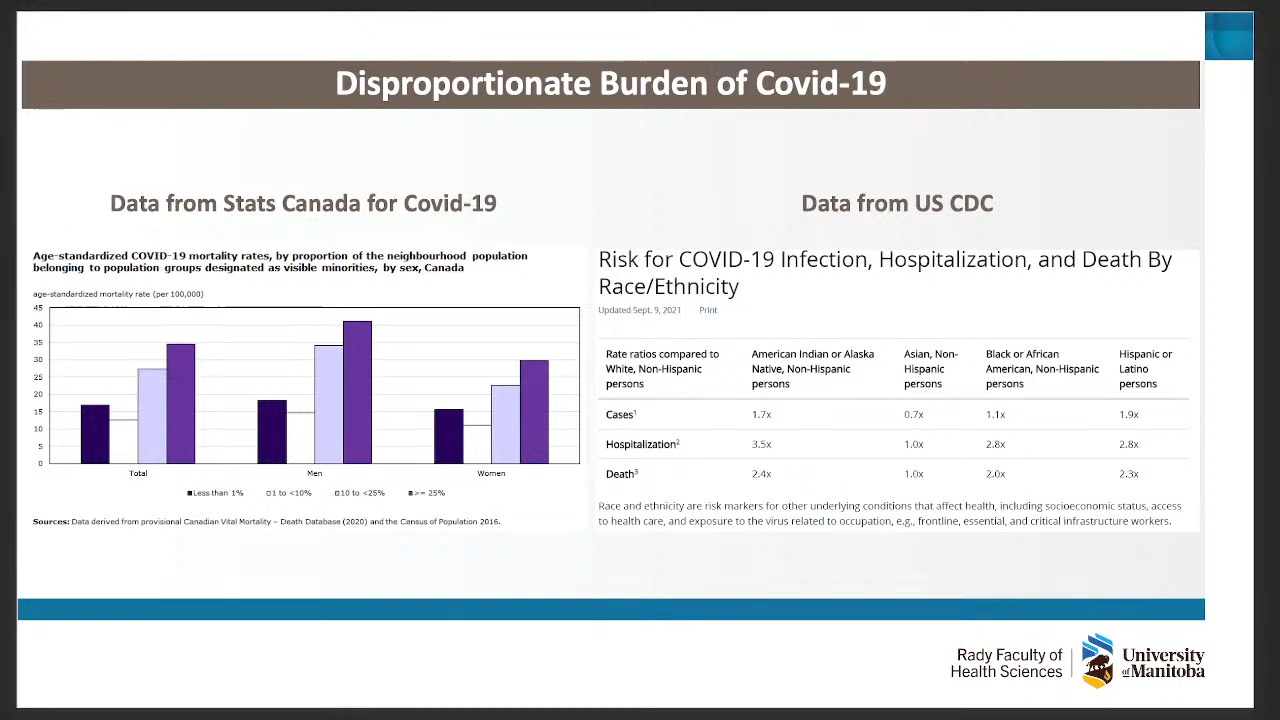 Disproportionate Burden of Covid-19
Data from Stats Canada for Covid-19
Age-standardized COVID-19 mortality rates, by proportion of the neighbourhood population
belonging to population groups designated as visible minorities, by sex, Canada
age-standardized mortality rate (per 100,000)
45
40
35
30
25
20
15
10
5
0
Total Men Women
Less than 1% 1 to <10% 10 to <25% >= 25%
Sources: Data derived from provisional Canadian Vital Mortality – Death Database (2020) and the Census of Population 2016.
Data from US CDC
Risk for COVID-19 Infection, Hospitalization, and Death By
Race/Ethnicity
Updated Sept. 9, 2021 Print
Rate ratios compared to American Indian or Alaska Asian, Non- Black or African Hispanic or
White, Non-Hispanic Native, Non-Hispanic Hispanic American, Non-Hispanic Latino
persons persons persons persons persons
Cases¹ 1.7x 0.7x 1.1x 1.9x
Hospitalization² 3.5x 1.0x 2.8x 2.8x
Death³ 2.4x 1.0x 2.0x 2.3x
Race and ethnicity are risk markers for other underlying conditions that affect health, including socioeconomic status, access
to health care, and exposure to the virus related to occupation, e.g., frontline, essential, and critical infrastructure workers.
Rady Faculty of
Health Sciences
University
of Manitoba